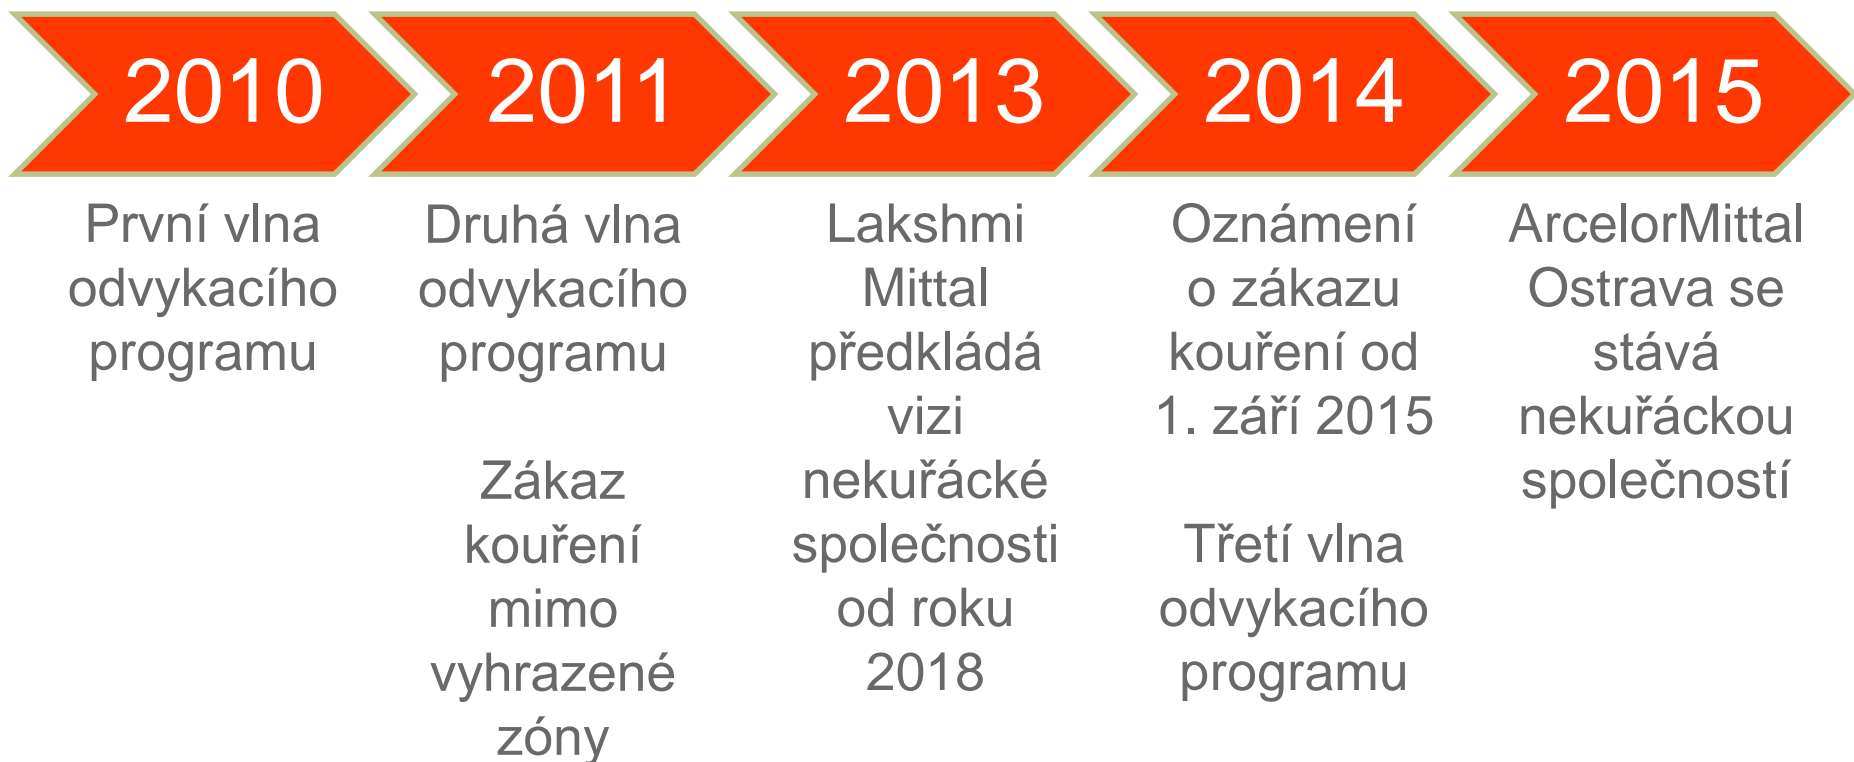 2010
První vlna
odvykacího
programu
2011
Druhá vlna
odvykacího
programu
Zákaz
kouření
mimo
vyhrazené
zóny
2013
Lakshmi
Mittal
předkládá
vizi
nekuřácké
společnosti
od roku
2018
2014
Oznámení
o zákazu
kouření od
1. září 2015
Třetí vlna
odvykacího
programu
2015
ArcelorMittal
Ostrava se
stává
nekuřáckou
společností